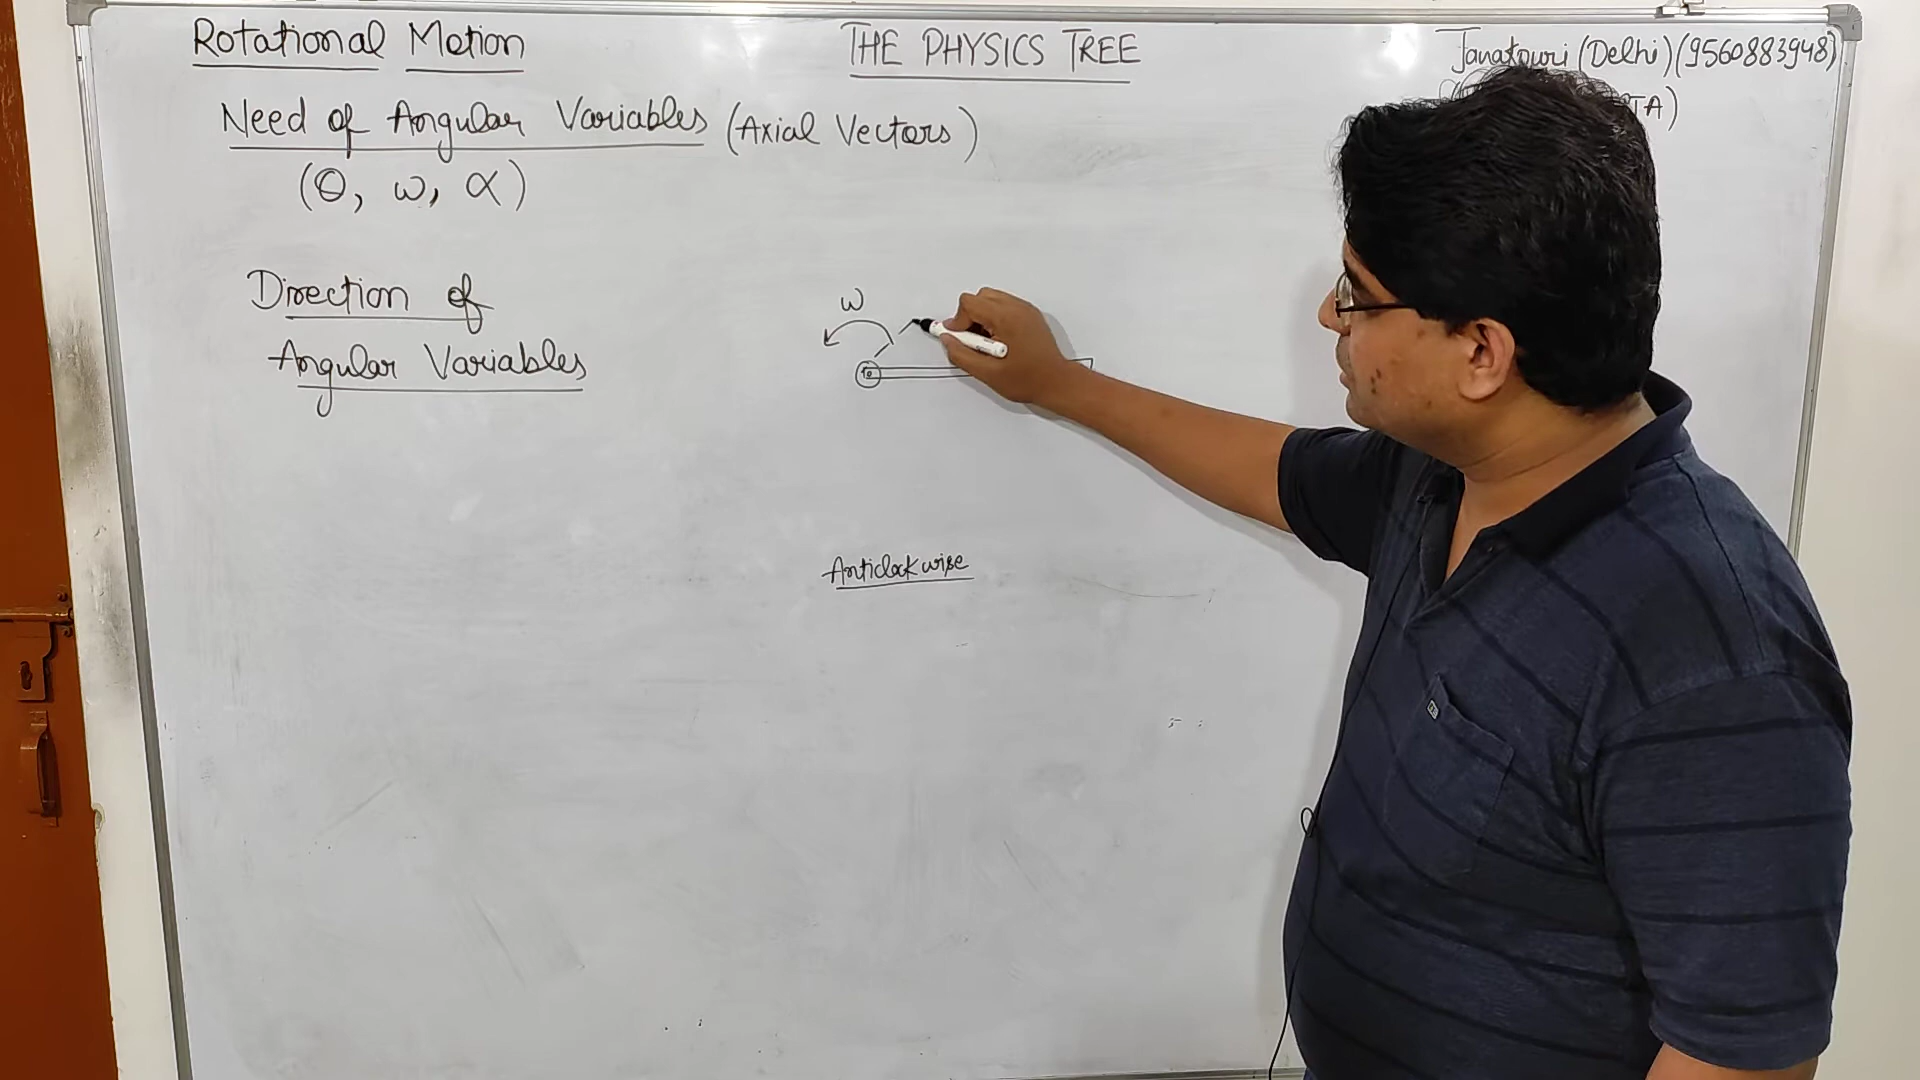 Rotational Motion
THE PHYSICS TREE
Janakpuri (Delhi) (9560883948)
Need of Angular Variables (Axial Vectors)
(θ, ω, α)
Direction of
Angular Variables
ω
Anticlockwise